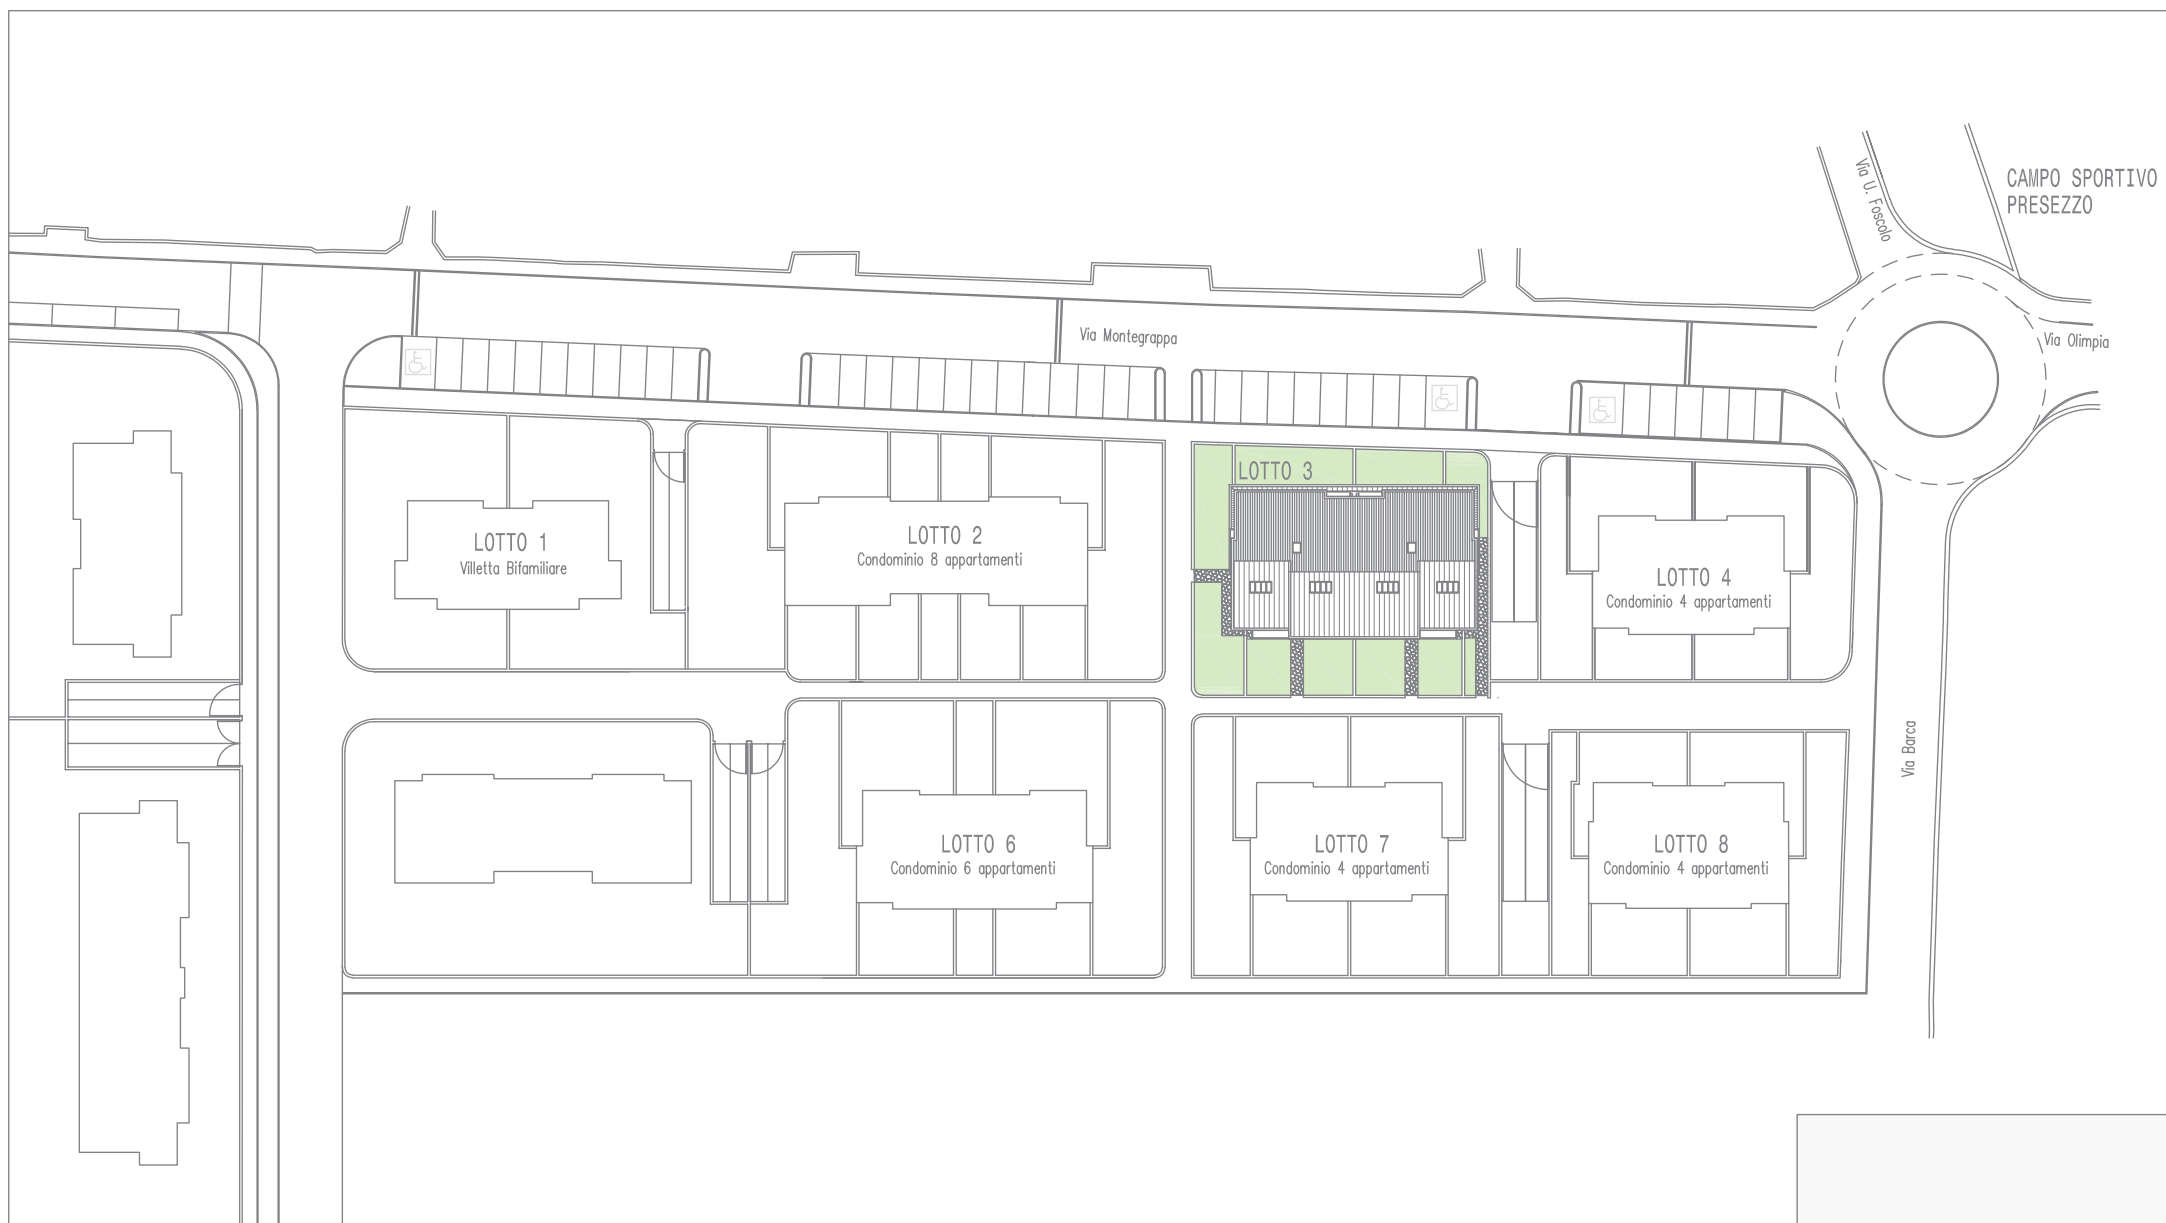 CAMPO SPORTIVO
PRESEZZO
Via U. Foscolo
Via Montegrappa
Via Olimpia
LOTTO 3
LOTTO 1
Villetta Bifamiliare
LOTTO 2
Condominio 8 appartamenti
LOTTO 4
Condominio 4 appartamenti
Via Barca
LOTTO 6
Condominio 6 appartamenti
LOTTO 7
Condominio 4 appartamenti
LOTTO 8
Condominio 4 appartamenti